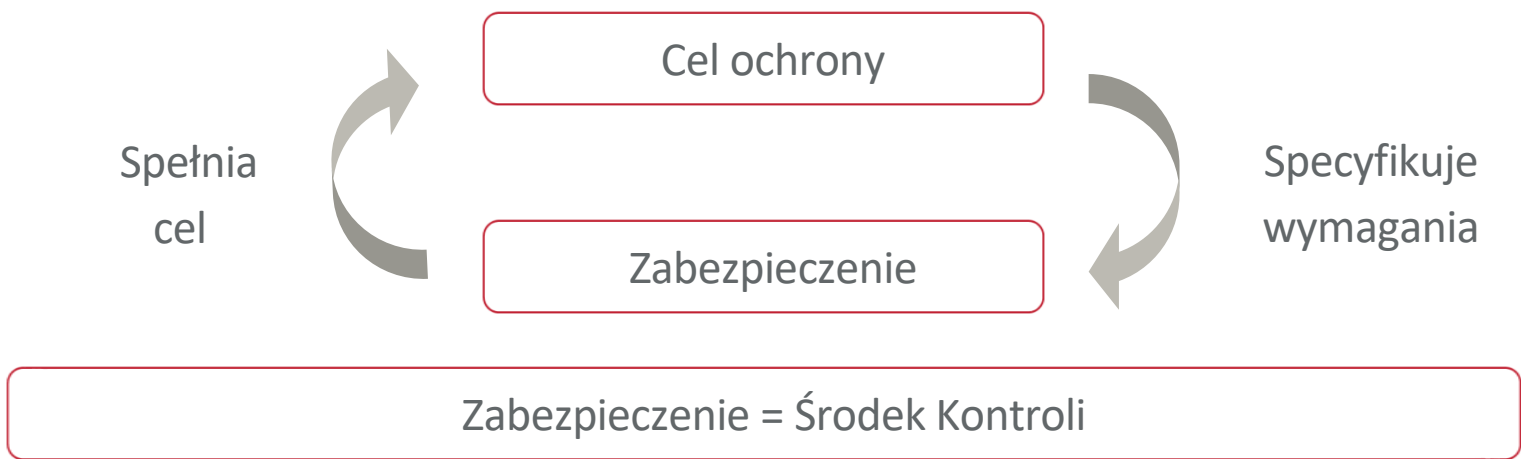 Cel ochrony
Spełnia
cel
Specyfikuje
wymagania
Zabezpieczenie
Zabezpieczenie = Środek Kontroli